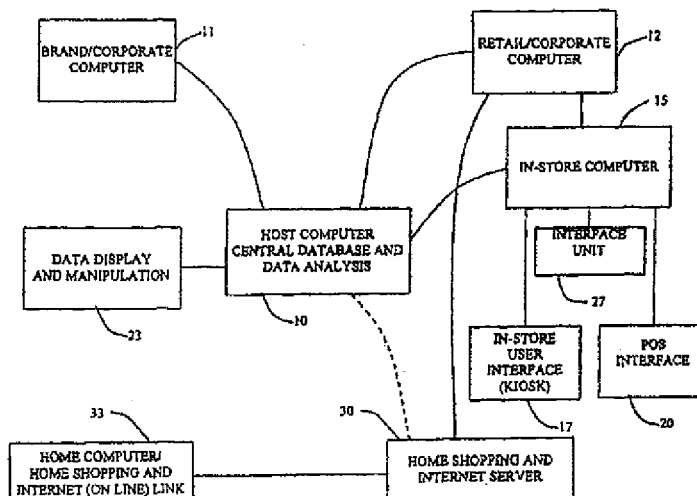 11
BRAND/CORPORATE
COMPUTER
RETAIL/CORPORATE
COMPUTER
12
15
IN-STORE COMPUTER
HOST COMPUTER
CENTRAL DATABASE AND
DATA ANALYSIS
10
DATA DISPLAY
AND MANIPULATION
23
INTERFACE
UNIT
27
IN-STORE
USER
INTERFACE
(KIOSK)
17
POS
INTERFACE
20
33
HOME COMPUTER/
HOME SHOPPING AND
INTERNET (ON LINE) LINK
30
HOME SHOPPING AND
INTERNET SERVER